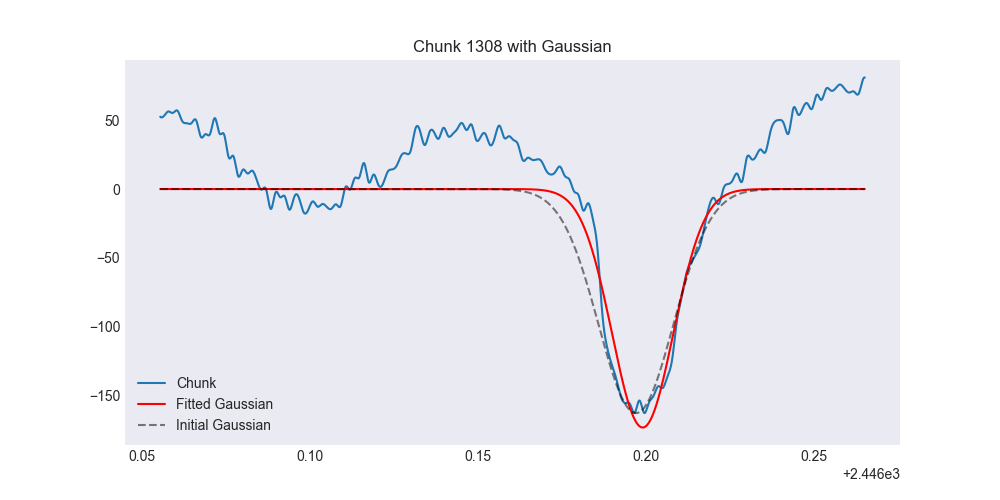 Chunk 1308 with Gaussian
50
0
−50
−100
−150
Chunk
Fitted Gaussian
Initial Gaussian
0.05 0.10 0.15 0.20 0.25
+2.446e3